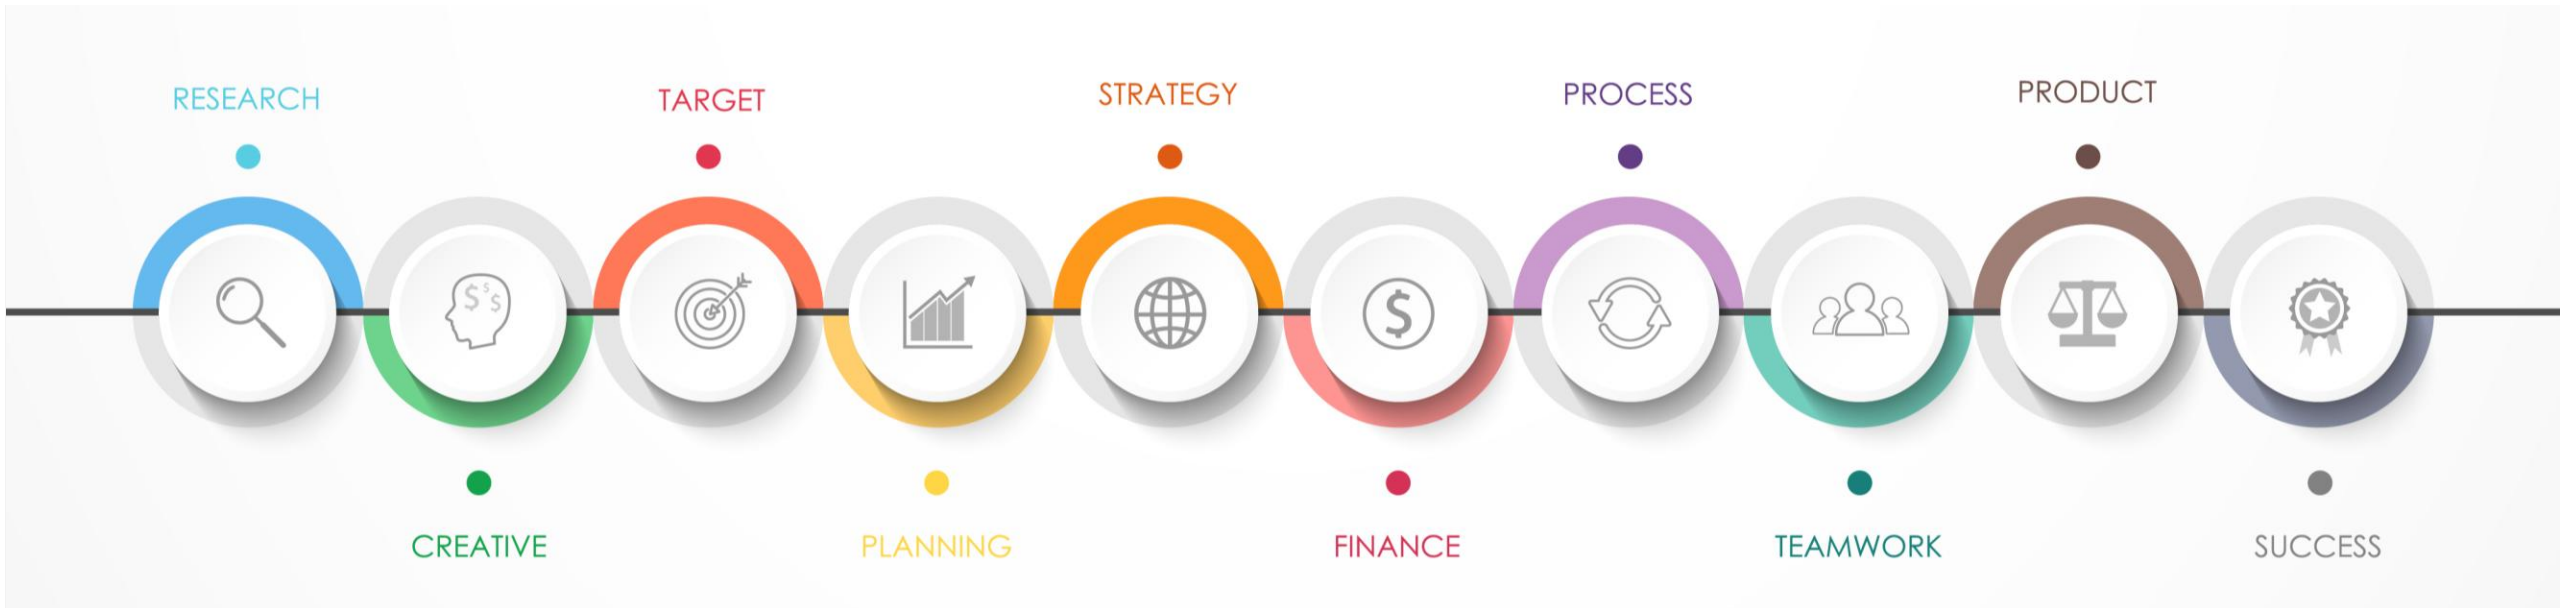 RESEARCH
CREATIVE
TARGET
PLANNING
STRATEGY
FINANCE
PROCESS
TEAMWORK
PRODUCT
SUCCESS
$ $ $
$